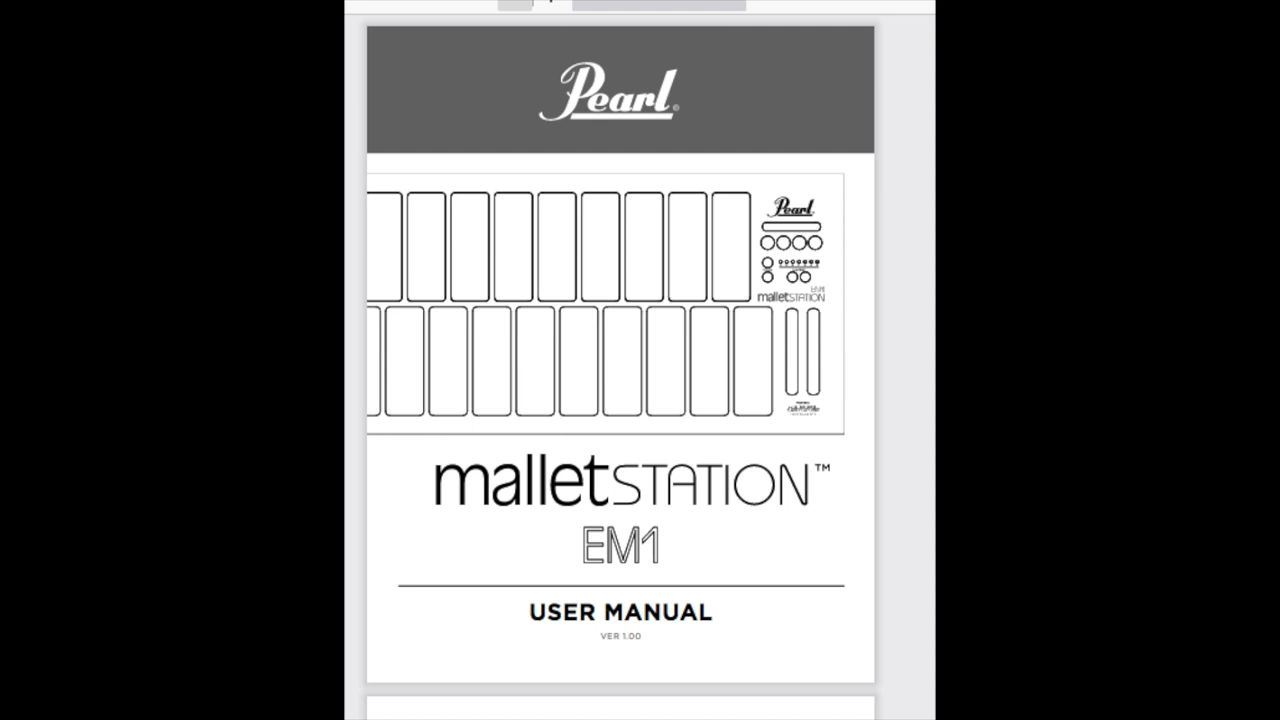 Pearl®
Pearl
EM1
malletSTATION
malletSTATION™
EM1
USER MANUAL
VER 1.00